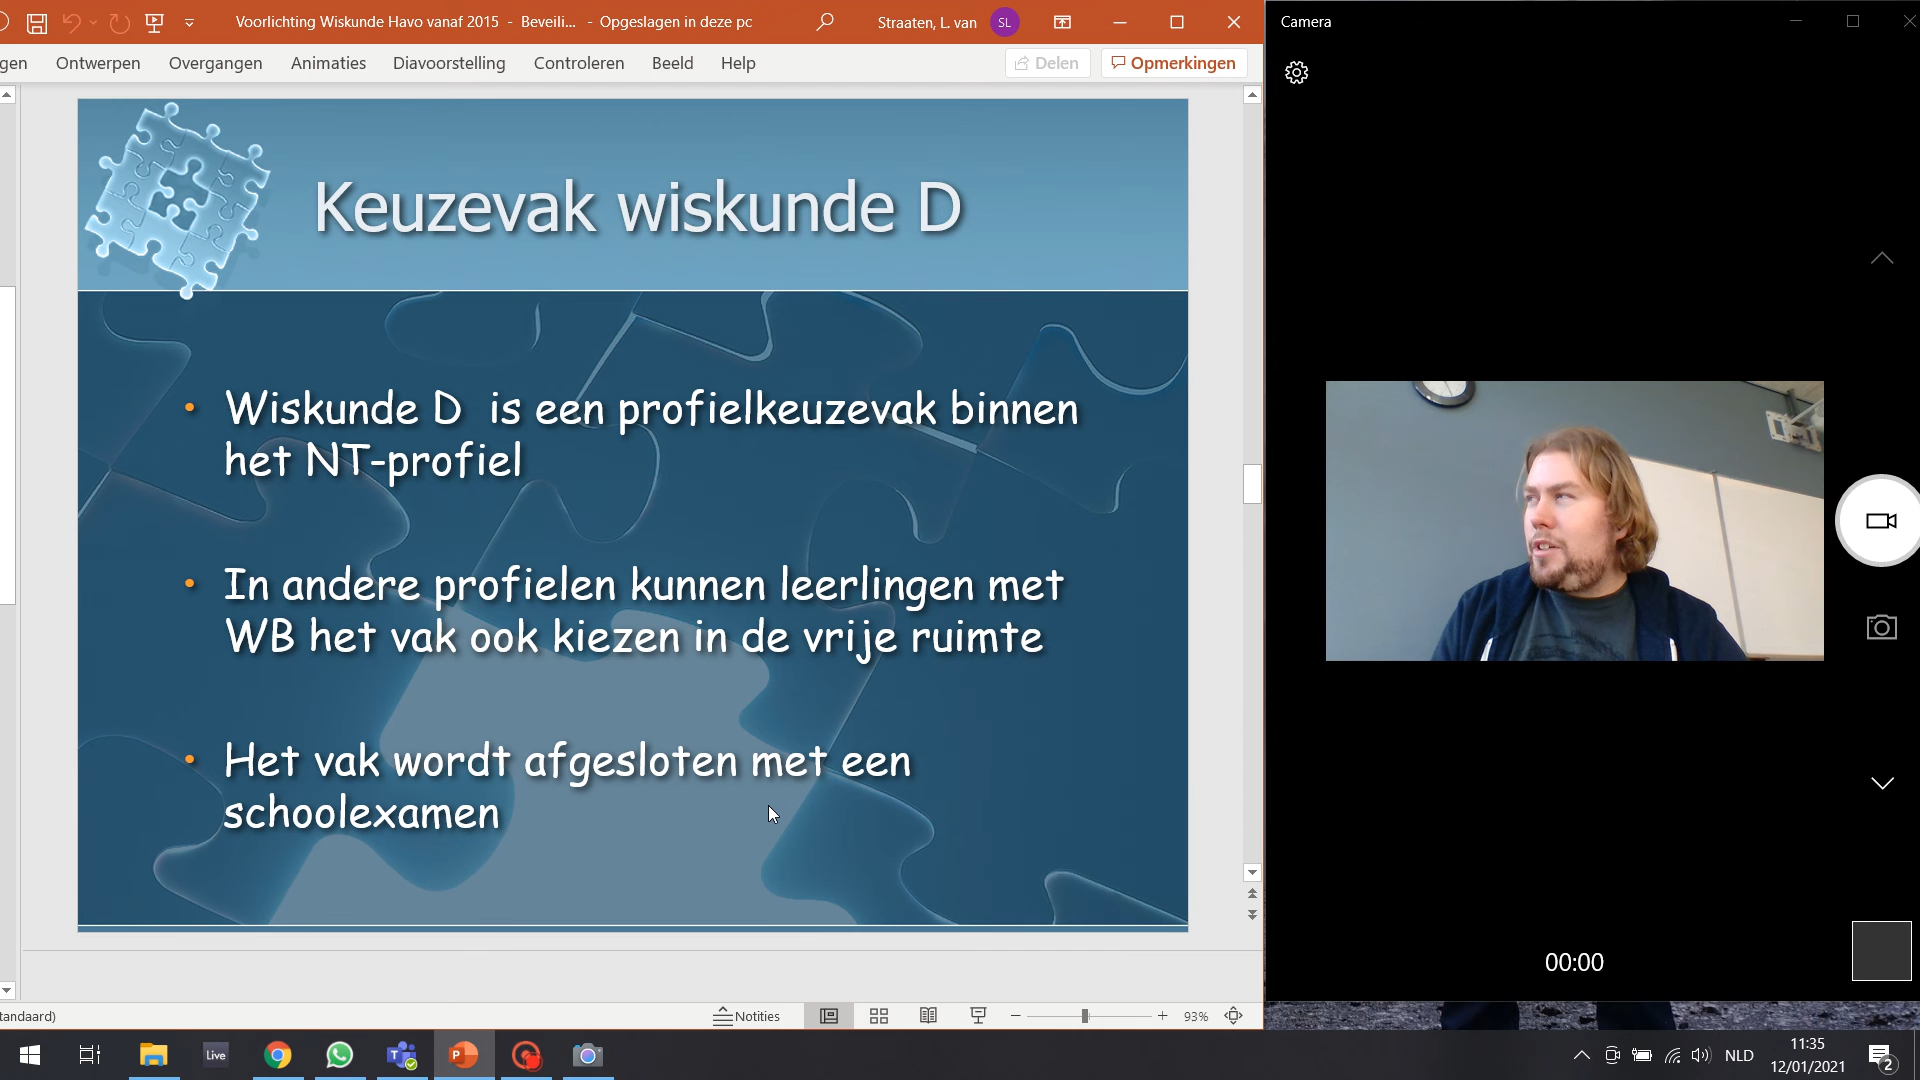 Voorlichting Wiskunde Havo vanaf 2015 - Beveili... - Opgeslagen in deze pc
Straaten, L. van
SL
Camera
gen
Ontwerpen
Overgangen
Animaties
Diavoorstelling
Controleren
Beeld
Help
Delen
Opmerkingen
Keuzevak wiskunde D
• Wiskunde D is een profielkeuzevak binnen
het NT-profiel
• In andere profielen kunnen leerlingen met
WB het vak ook kiezen in de vrije ruimte
• Het vak wordt afgesloten met een
schoolexamen
00:00
tandaard)
Notities
93%
Live
NLD
11:35
12/01/2021
2